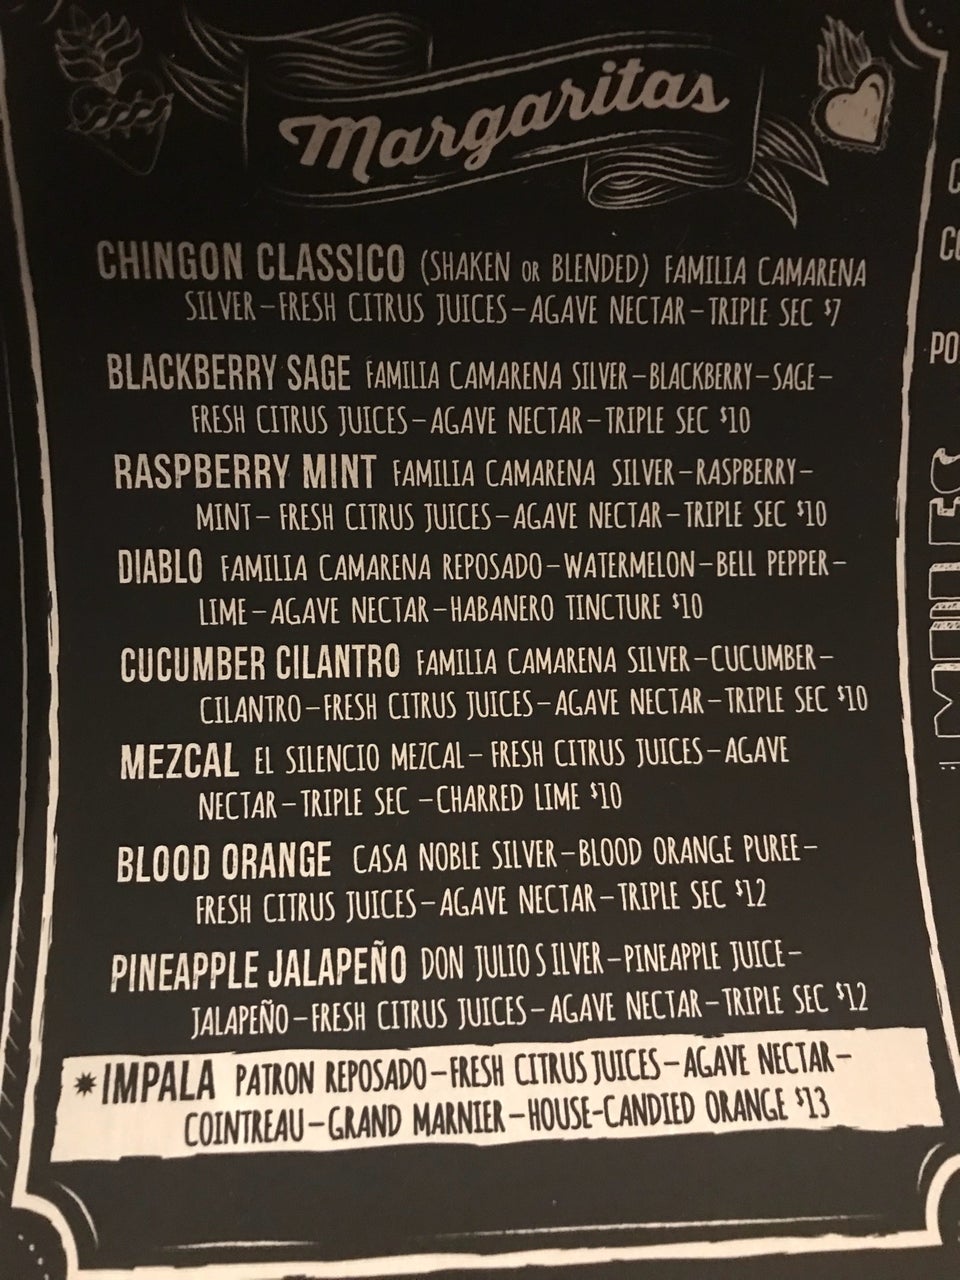 Margaritas
CHINGON CLASSICO (SHAKEN OR BLENDED) FAMILIA CAMARENA
SILVER–FRESH CITRUS JUICES–AGAVE NECTAR–TRIPLE SEC $7
BLACKBERRY SAGE FAMILIA CAMARENA SILVER–BLACKBERRY–SAGE–
FRESH CITRUS JUICES–AGAVE NECTAR–TRIPLE SEC $10
RASPBERRY MINT FAMILIA CAMARENA SILVER–RASPBERRY–
MINT– FRESH CITRUS JUICES–AGAVE NECTAR–TRIPLE SEC $10
DIABLO FAMILIA CAMARENA REPOSADO–WATERMELON–BELL PEPPER–
LIME–AGAVE NECTAR–HABANERO TINCTURE $10
CUCUMBER CILANTRO FAMILIA CAMARENA SILVER–CUCUMBER–
CILANTRO–FRESH CITRUS JUICES–AGAVE NECTAR–TRIPLE SEC $10
MEZCAL EL SILENCIO MEZCAL– FRESH CITRUS JUICES–AGAVE
NECTAR–TRIPLE SEC –CHARRED LIME $10
BLOOD ORANGE CASA NOBLE SILVER–BLOOD ORANGE PUREE–
FRESH CITRUS JUICES–AGAVE NECTAR–TRIPLE SEC $12
PINEAPPLE JALAPEÑO DON JULIO SILVER–PINEAPPLE JUICE–
JALAPEÑO–FRESH CITRUS JUICES–AGAVE NECTAR–TRIPLE SEC $12
*IMPALA PATRON REPOSADO–FRESH CITRUS JUICES–AGAVE NECTAR–
COINTREAU–GRAND MARNIER–HOUSE-CANDIED ORANGE $13